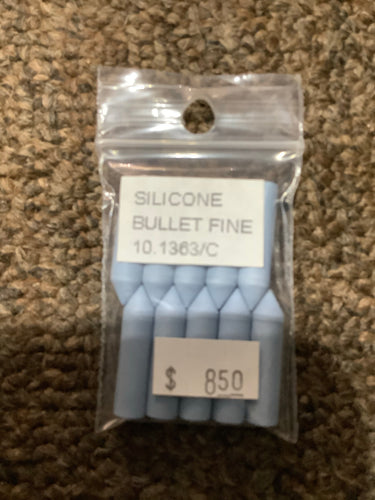 SILICONE
BULLET FINE
10.1363/C
$ 850